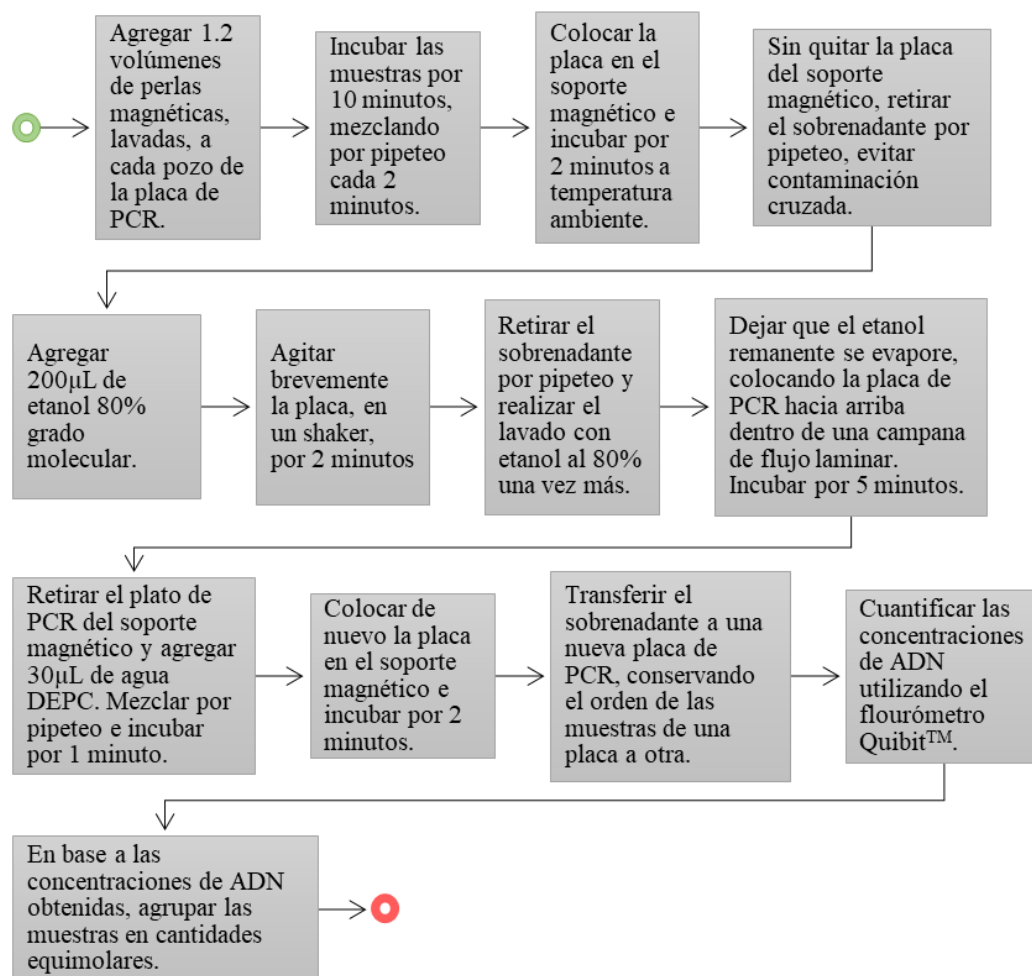 Agregar 1.2
volúmenes
de perlas
magnéticas,
lavadas, a
cada pozo de
la placa de
PCR.
Incubar las
muestras por
10 minutos,
mezclando
por pipeteo
cada 2
minutos.
Colocar la
placa en el
soporte
magnético e
incubar por
2 minutos a
temperatura
ambiente.
Sin quitar la placa
del soporte
magnético, retirar
el sobrenadante por
pipeteo, evitar
contaminación
cruzada.
Agregar
200µL de
etanol 80%
grado
molecular.
Agitar
brevemente
la placa, en
un shaker,
por 2 minutos
Retirar el
sobrenadante
por pipeteo y
realizar el
lavado con
etanol al 80%
una vez más.
Dejar que el etanol
remanente se evapore,
colocando la placa de
PCR hacia arriba
dentro de una campana
de flujo laminar.
Incubar por 5 minutos.
Retirar el plato de
PCR del soporte
magnético y agregar
30µL de agua
DEPC. Mezclar por
pipeteo e incubar
por 1 minuto.
Colocar de
nuevo la placa
en el soporte
magnético e
incubar por 2
minutos.
Transferir el
sobrenadante a una
nueva placa de
PCR, conservando
el orden de las
muestras de una
placa a otra.
Cuantificar las
concentraciones
de ADN
utilizando el
flourómetro
Quibit™.
En base a las
concentraciones de ADN
obtenidas, agrupar las
muestras en cantidades
equimolares.